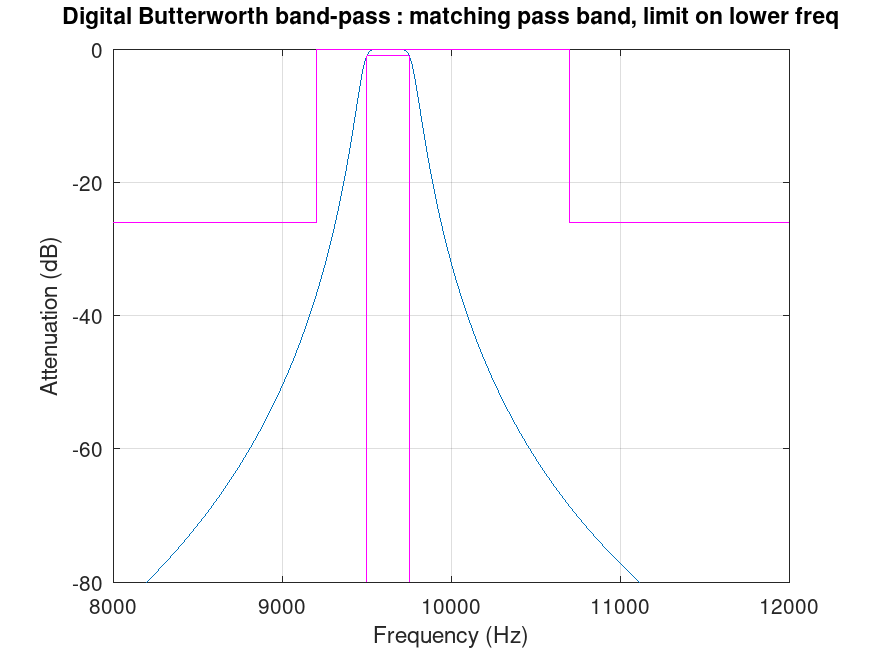 Digital Butterworth band-pass : matching pass band, limit on lower freq
0
-20
-40
-60
-80
Attenuation (dB)
8000 9000 10000 11000 12000
Frequency (Hz)